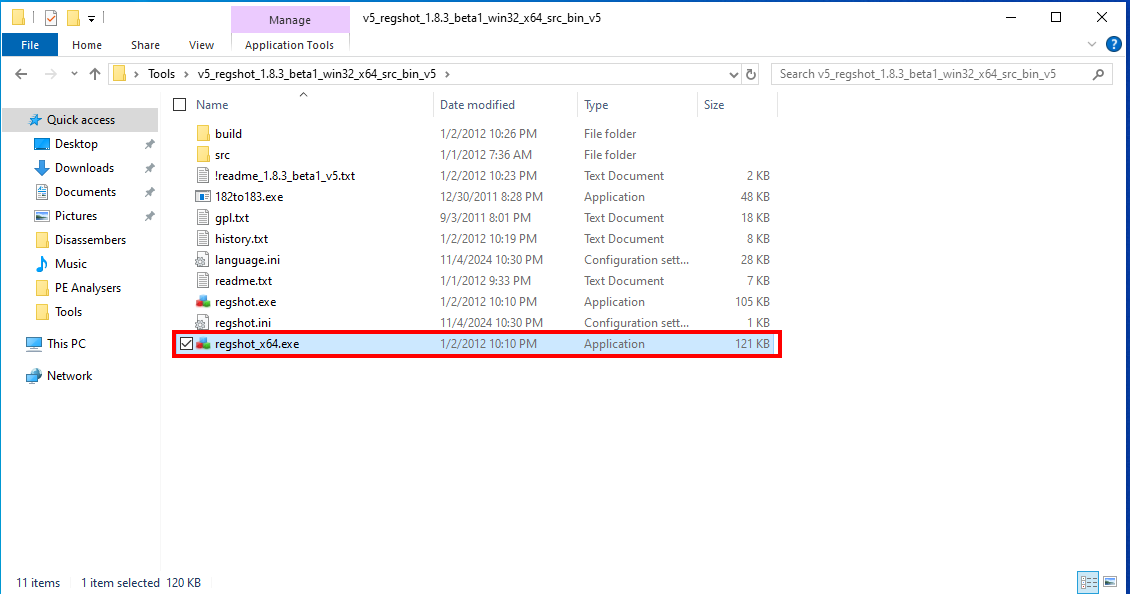 Manage
v5_regshot_1.8.3_beta1_win32_x64_src_bin_v5
File Home Share View Application Tools
?
Tools v5_regshot_1.8.3_beta1_win32_x64_src_bin_v5
Search v5_regshot_1.8.3_beta1_win32_x64_src_bin_v5
Quick access
Desktop
Downloads
Documents
Pictures
Disassembers
Music
PE Analysers
Tools
This PC
Network
Name Date modified Type Size
build 1/2/2012 10:26 PM File folder
src 1/1/2012 7:36 AM File folder
!readme_1.8.3_beta1_v5.txt 1/2/2012 10:23 PM Text Document 2 KB
182to183.exe 12/30/2011 8:28 PM Application 48 KB
gpl.txt 9/3/2011 8:01 PM Text Document 18 KB
history.txt 1/2/2012 10:19 PM Text Document 8 KB
language.ini 11/4/2024 10:30 PM Configuration sett... 28 KB
readme.txt 1/1/2012 9:33 PM Text Document 7 KB
regshot.exe 1/2/2012 10:10 PM Application 105 KB
regshot.ini 11/4/2024 10:30 PM Configuration sett... 1 KB
regshot_x64.exe 1/2/2012 10:10 PM Application 121 KB
11 items 1 item selected 120 KB